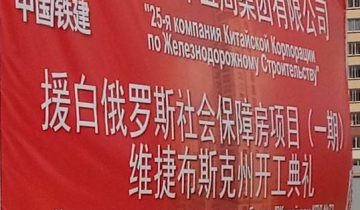 中国铁建
集团有限公司
"25-я компания Китайской Корпорации
по Железнодорожному Строительству"
援白俄罗斯社会保障房项目（一期）
维捷布斯克州开工典礼